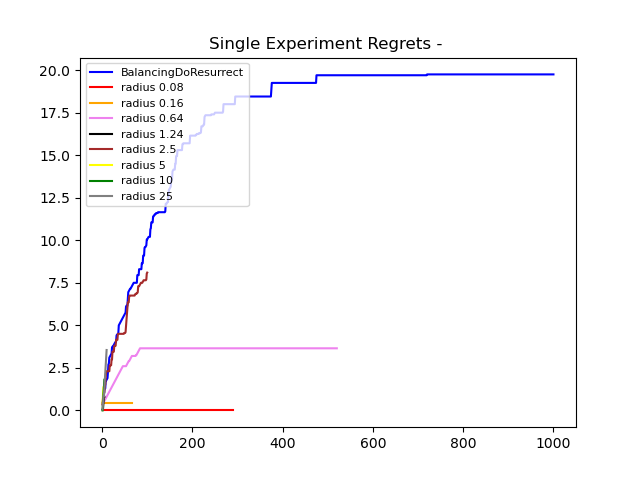 Single Experiment Regrets -
20.0
17.5
15.0
12.5
10.0
7.5
5.0
2.5
0.0
BalancingDoResurrect
radius 0.08
radius 0.16
radius 0.64
radius 1.24
radius 2.5
radius 5
radius 10
radius 25
0
200
400
600
800
1000